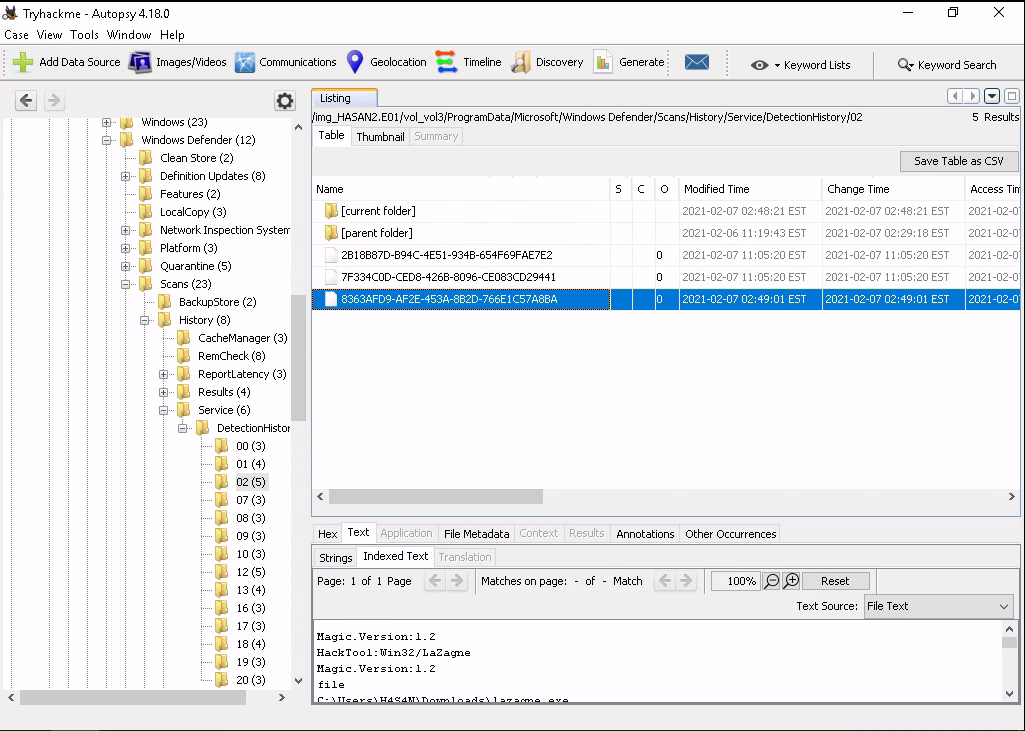 Tryhackme - Autopsy 4.18.0
Case View Tools Window Help
Add Data Source Images/Videos Communications Geolocation Timeline Discovery Generate Keyword Lists Keyword Search
Listing
/img_HASAN2.E01/vol_vol3/ProgramData/Microsoft/Windows Defender/Scans/History/Service/DetectionHistory/02 5 Results
Table Thumbnail Summary
Save Table as CSV
Name S C O Modified Time Change Time Access Tim
[current folder] 2021-02-07 02:48:21 EST 2021-02-07 02:48:21 EST 2021-02-0
[parent folder] 2021-02-06 11:19:43 EST 2021-02-07 02:29:18 EST 2021-02-0
2B18B87D-B94C-4E51-934B-654F69FAE7E2 0 2021-02-07 11:05:20 EST 2021-02-07 11:05:20 EST 2021-02-0
7F334C0D-CED8-426B-8096-CE083CD29441 0 2021-02-07 11:05:20 EST 2021-02-07 11:05:20 EST 2021-02-0
8363AFD9-AF2E-453A-8B2D-766E1C57A8BA 0 2021-02-07 02:49:01 EST 2021-02-07 02:49:01 EST 2021-02-0
Windows (23)
Windows Defender (12)
Clean Store (2)
Definition Updates (8)
Features (2)
LocalCopy (3)
Network Inspection System
Platform (3)
Quarantine (5)
Scans (23)
BackupStore (2)
History (8)
CacheManager (3)
RemCheck (8)
ReportLatency (3)
Results (4)
Service (6)
DetectionHistor
00 (3)
01 (4)
02 (5)
07 (3)
08 (3)
09 (3)
10 (3)
12 (5)
13 (4)
16 (3)
17 (3)
18 (4)
19 (3)
20 (3)
Hex Text Application File Metadata Context Results Annotations Other Occurrences
Strings Indexed Text Translation
Page: 1 of 1 Page Matches on page: - of - Match 100% Reset
Text Source: File Text
Magic.Version:1.2
HackTool:Win32/LaZagne
Magic.Version:1.2
file
C:\Users\H4S4N\Downloads\lazagne.exe